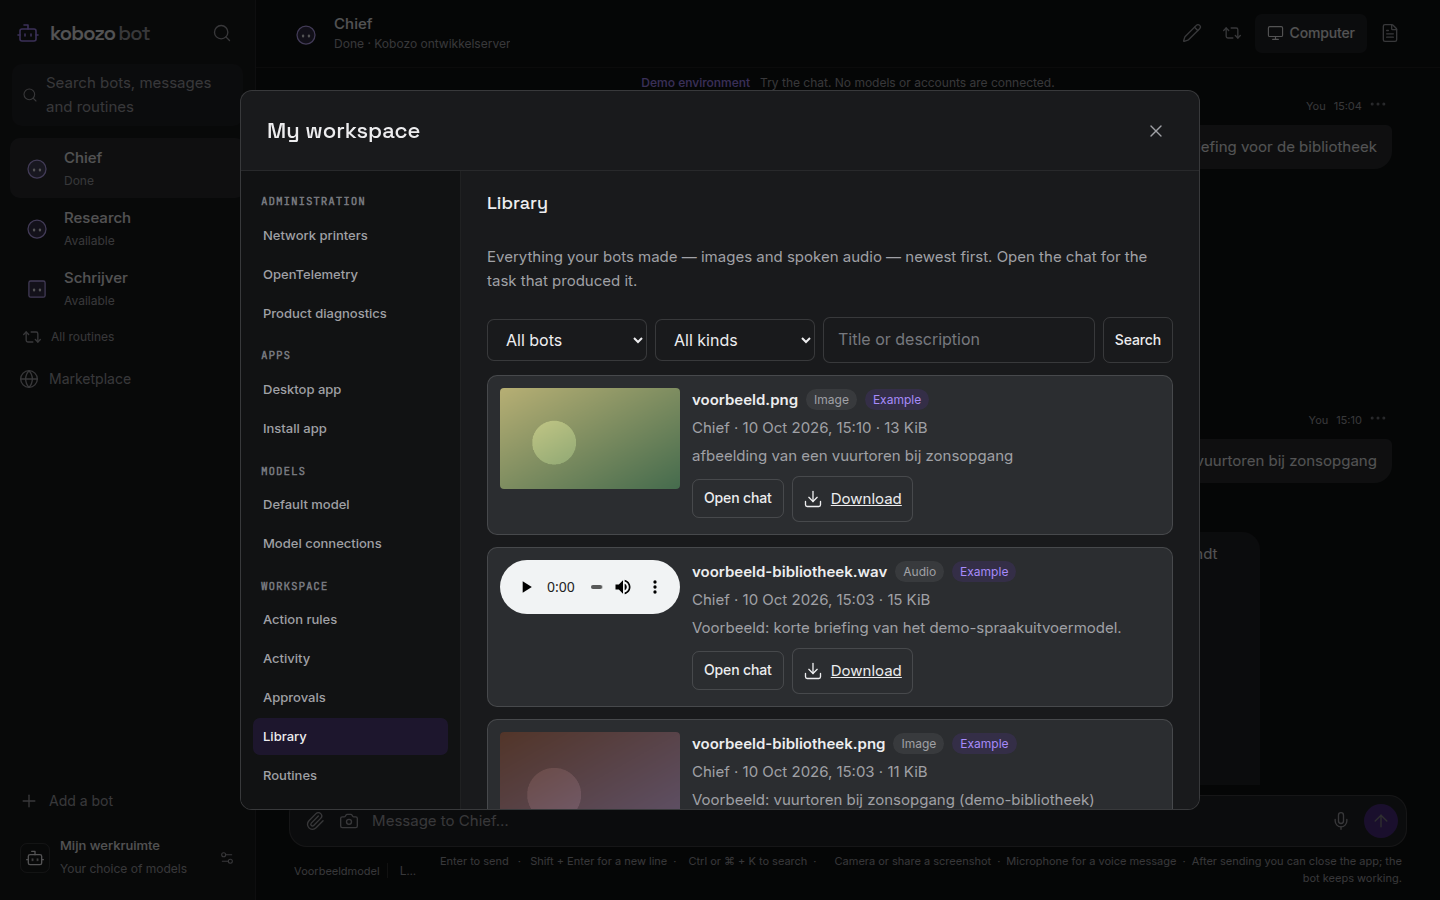 kobozo bot
Search bots, messages
and routines
Chief
Done
Research
Available
Schrijver
Available
All routines
Marketplace
Add a bot
Mijn werkruimte
Your choice of models
Chief
Done · Kobozo ontwikkelserver
Computer
Demo environment Try the chat. No models or accounts are connected.
You 15:04
efing voor de bibliotheek
You 15:10
vuurtoren bij zonsopgang
My workspace
ADMINISTRATION
Network printers
OpenTelemetry
Product diagnostics
APPS
Desktop app
Install app
MODELS
Default model
Model connections
WORKSPACE
Action rules
Activity
Approvals
Library
Routines
Library
Everything your bots made — images and spoken audio — newest first. Open the chat for the
task that produced it.
All bots
All kinds
Title or description
Search
voorbeeld.png Image Example
Chief · 10 Oct 2026, 15:10 · 13 KiB
afbeelding van een vuurtoren bij zonsopgang
Open chat Download
0:00
voorbeeld-bibliotheek.wav Audio Example
Chief · 10 Oct 2026, 15:03 · 15 KiB
Voorbeeld: korte briefing van het demo-spraakuitvoermodel.
Open chat Download
voorbeeld-bibliotheek.png Image Example
Chief · 10 Oct 2026, 15:03 · 11 KiB
Voorbeeld: vuurtoren bij zonsopgang (demo-bibliotheek)
Message to Chief...
Voorbeeldmodel L...
Enter to send · Shift + Enter for a new line · Ctrl or ⌘ + K to search · Camera or share a screenshot · Microphone for a voice message · After sending you can close the app; the
bot keeps working.